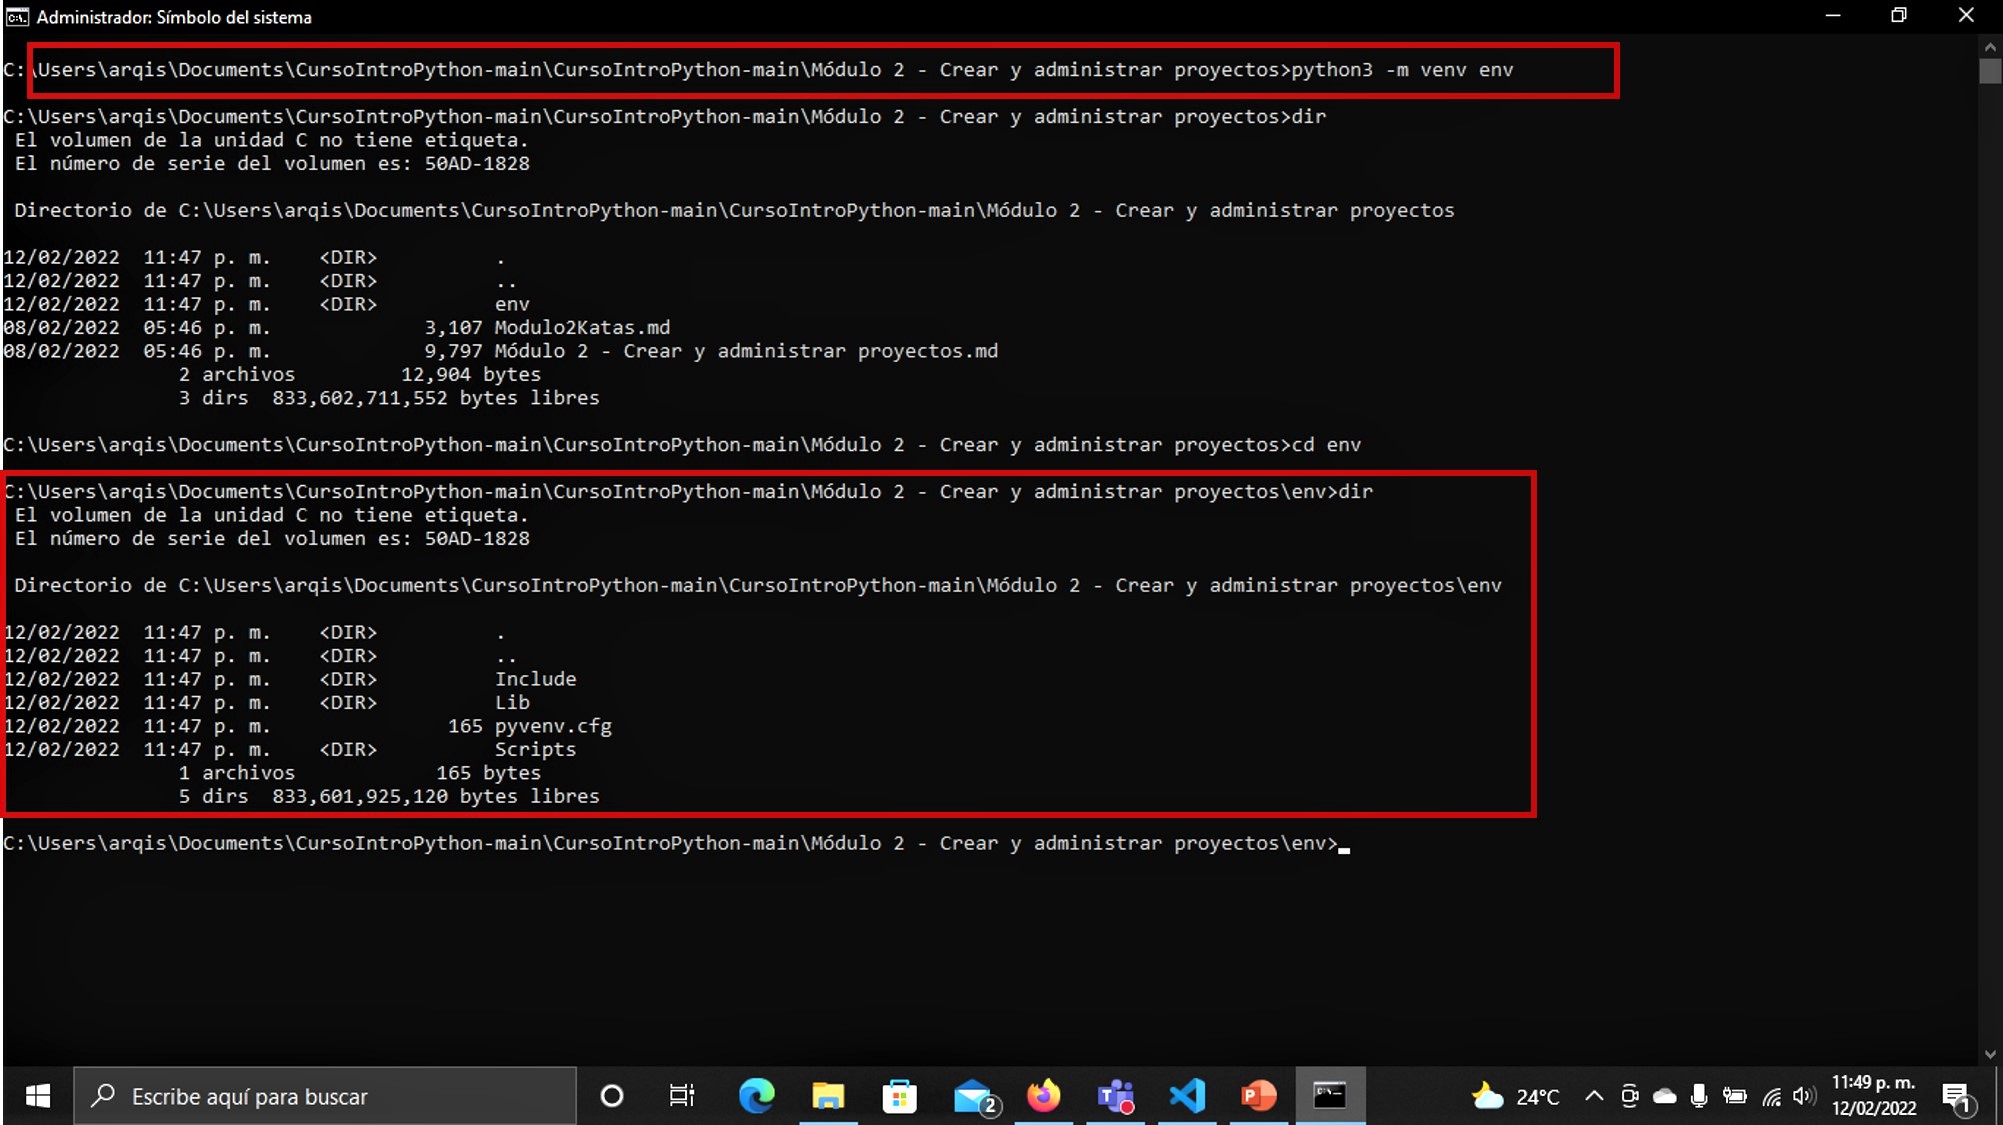 Administrador: Símbolo del sistema
C:\Users\arqis\Documents\CursoIntroPython-main\CursoIntroPython-main\Módulo 2 - Crear y administrar proyectos>python3 -m venv env
C:\Users\arqis\Documents\CursoIntroPython-main\CursoIntroPython-main\Módulo 2 - Crear y administrar proyectos>dir
El volumen de la unidad C no tiene etiqueta.
El número de serie del volumen es: 50AD-1828
Directorio de C:\Users\arqis\Documents\CursoIntroPython-main\CursoIntroPython-main\Módulo 2 - Crear y administrar proyectos
12/02/2022  11:47 p. m.    <DIR>          .
12/02/2022  11:47 p. m.    <DIR>          ..
12/02/2022  11:47 p. m.    <DIR>          env
08/02/2022  05:46 p. m.             3,107 Modulo2Katas.md
08/02/2022  05:46 p. m.             9,797 Módulo 2 - Crear y administrar proyectos.md
2 archivos         12,904 bytes
3 dirs  833,602,711,552 bytes libres
C:\Users\arqis\Documents\CursoIntroPython-main\CursoIntroPython-main\Módulo 2 - Crear y administrar proyectos>cd env
C:\Users\arqis\Documents\CursoIntroPython-main\CursoIntroPython-main\Módulo 2 - Crear y administrar proyectos\env>dir
El volumen de la unidad C no tiene etiqueta.
El número de serie del volumen es: 50AD-1828
Directorio de C:\Users\arqis\Documents\CursoIntroPython-main\CursoIntroPython-main\Módulo 2 - Crear y administrar proyectos\env
12/02/2022  11:47 p. m.    <DIR>          .
12/02/2022  11:47 p. m.    <DIR>          ..
12/02/2022  11:47 p. m.    <DIR>          Include
12/02/2022  11:47 p. m.    <DIR>          Lib
12/02/2022  11:47 p. m.               165 pyvenv.cfg
12/02/2022  11:47 p. m.    <DIR>          Scripts
1 archivos            165 bytes
5 dirs  833,601,925,120 bytes libres
C:\Users\arqis\Documents\CursoIntroPython-main\CursoIntroPython-main\Módulo 2 - Crear y administrar proyectos\env>
Escribe aquí para buscar
2
24°C
11:49 p. m.
12/02/2022
1